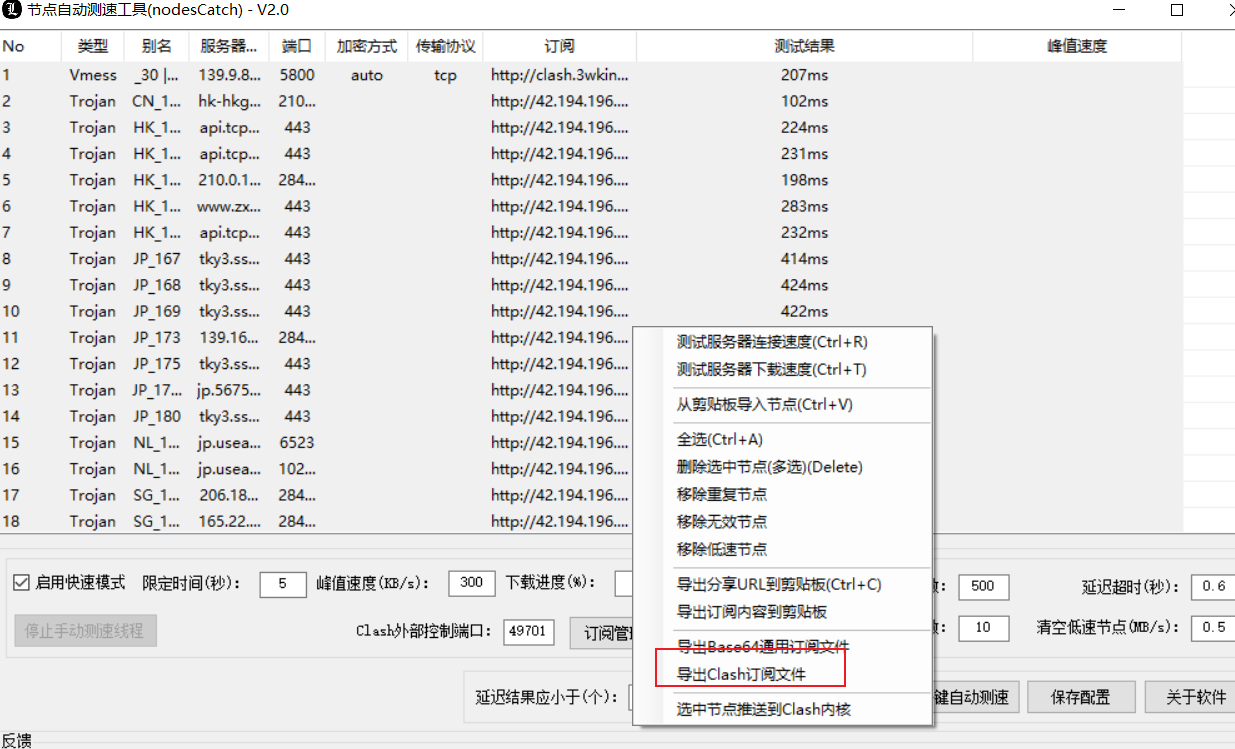 节点自动测速工具(nodesCatch) - V2.0
No 类型 别名 服务器... 端口 加密方式 传输协议 订阅 测试结果 峰值速度
1 Vmess _30 |... 139.9.8... 5800 auto tcp http://clash.3wkin... 207ms
2 Trojan CN_1... hk-hkg... 210... http://42.194.196.... 102ms
3 Trojan HK_1... api.tcp... 443 http://42.194.196.... 224ms
4 Trojan HK_1... api.tcp... 443 http://42.194.196.... 231ms
5 Trojan HK_1... 210.0.1... 284... http://42.194.196.... 198ms
6 Trojan HK_1... www.zx... 443 http://42.194.196.... 283ms
7 Trojan HK_1... api.tcp... 443 http://42.194.196.... 232ms
8 Trojan JP_167 tky3.ss... 443 http://42.194.196.... 414ms
9 Trojan JP_168 tky3.ss... 443 http://42.194.196.... 424ms
10 Trojan JP_169 tky3.ss... 443 http://42.194.196.... 422ms
11 Trojan JP_173 139.16... 284... http://42.194.196....
12 Trojan JP_175 tky3.ss... 443 http://42.194.196....
13 Trojan JP_17... jp.5675... 443 http://42.194.196....
14 Trojan JP_180 tky3.ss... 443 http://42.194.196....
15 Trojan NL_1... jp.usea... 6523 http://42.194.196....
16 Trojan NL_1... jp.usea... 102... http://42.194.196....
17 Trojan SG_1... 206.18... 284... http://42.194.196....
18 Trojan SG_1... 165.22.... 284... http://42.194.196....
测试服务器连接速度(Ctrl+R)
测试服务器下载速度(Ctrl+T)
从剪贴板导入节点(Ctrl+V)
全选(Ctrl+A)
删除选中节点(多选)(Delete)
移除重复节点
移除无效节点
移除低速节点
导出分享URL到剪贴板(Ctrl+C)
导出订阅内容到剪贴板
导出Base64通用订阅文件
导出Clash订阅文件
选中节点推送到Clash内核
启用快速模式 限定时间(秒): 5 峰值速度(KB/s): 300 下载进度(%): 500 延迟超时(秒): 0.6
停止手动测速线程 Clash外部控制端口: 49701 订阅管 10 清空低速节点(MB/s): 0.5
延迟结果应小于(个): 键自动测速 保存配置 关于软件
反馈